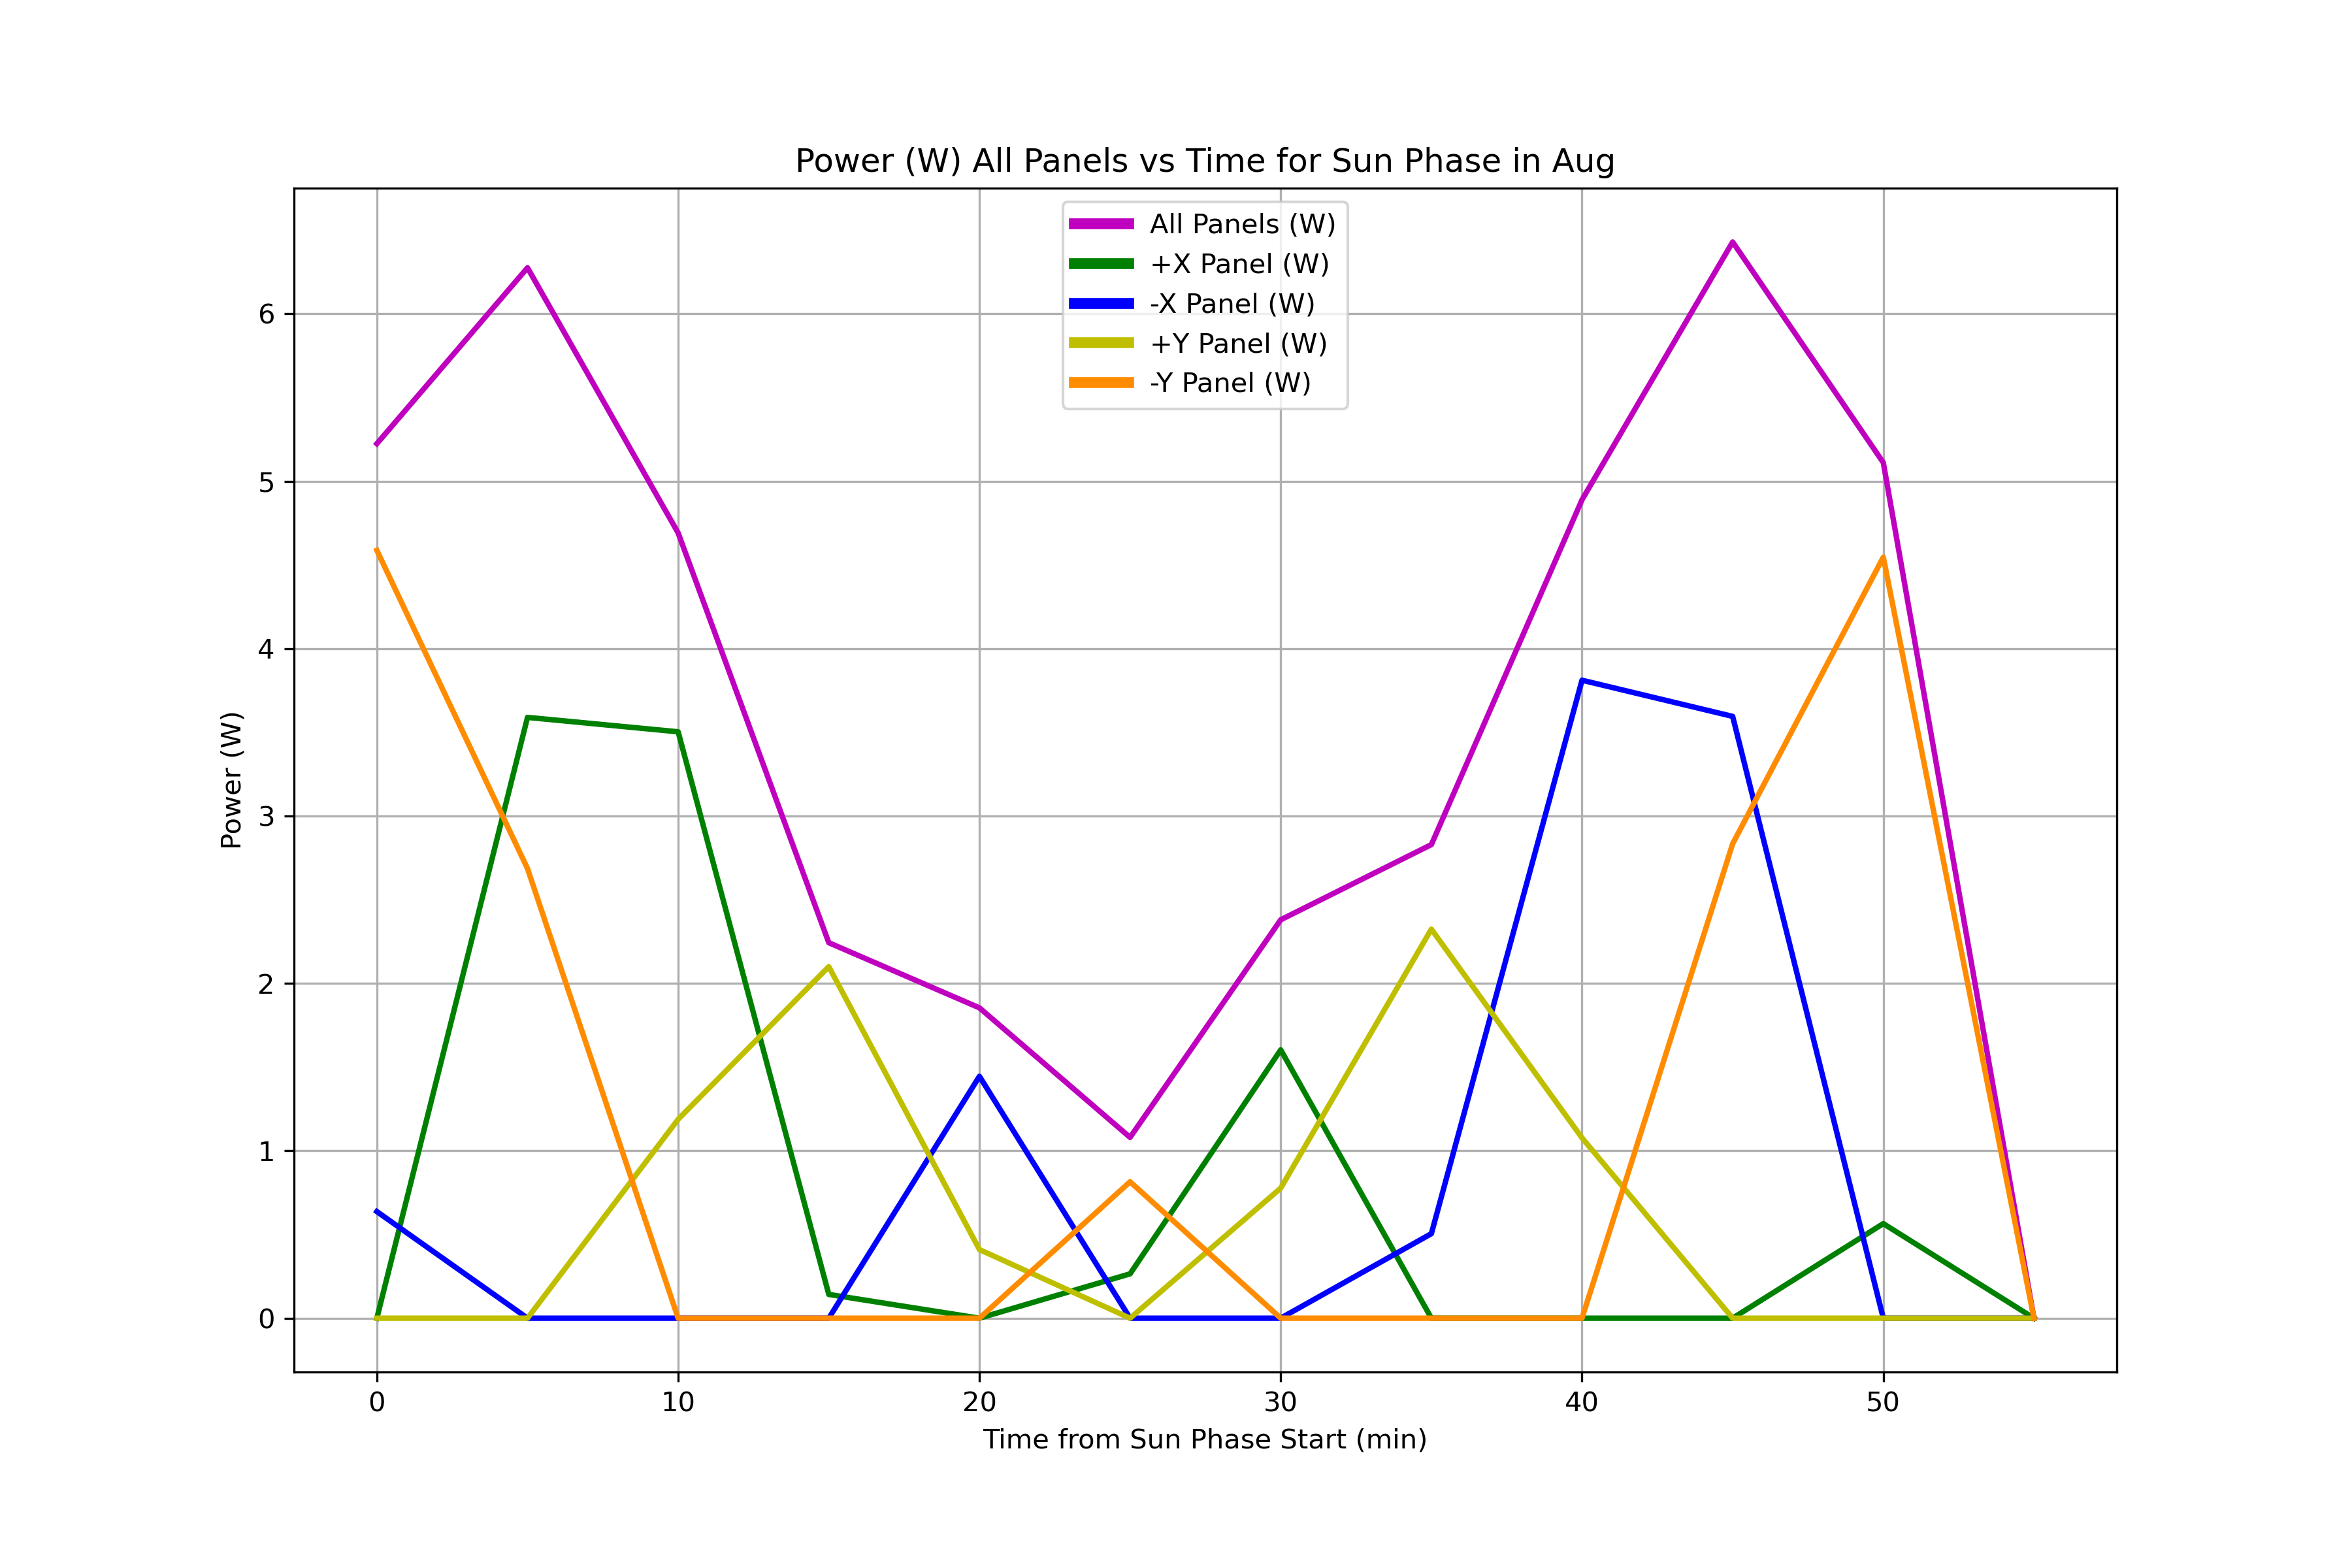 Power (W) All Panels vs Time for Sun Phase in Aug
All Panels (W)
+X Panel (W)
-X Panel (W)
+Y Panel (W)
-Y Panel (W)
6
5
4
3
2
1
0
Power (W)
0 10 20 30 40 50
Time from Sun Phase Start (min)